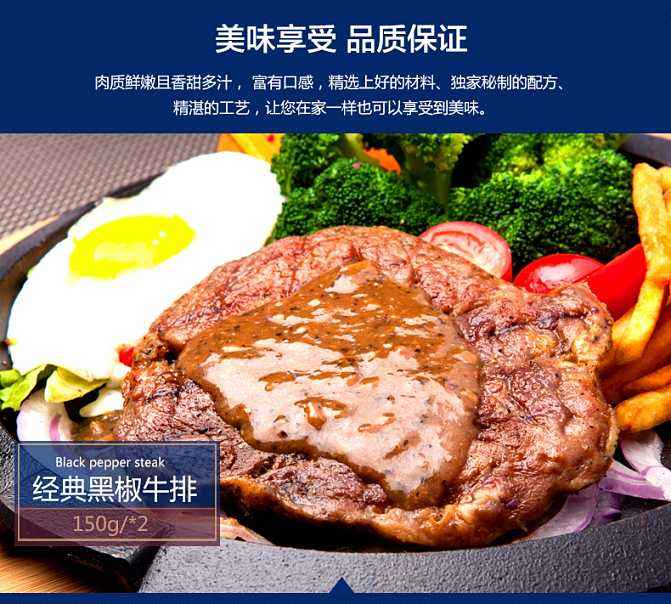 美味享受 品质保证
肉质鲜嫩且香甜多汁， 富有口感，精选上好的材料、独家秘制的配方、
精湛的工艺，让您在家一样也可以享受到美味。
Black pepper steak
经典黑椒牛排
150g/*2